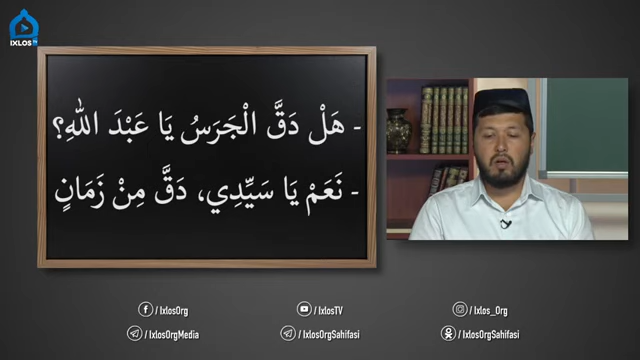 IXLOS
- هَلْ دَقَّ الْجَرَسُ يَا عَبْدَ اللهِ؟
- نَعَمْ يَا سَيِّدِي، دَقَّ مِنْ زَمَانٍ
/ IxlosOrg
/ IxlosTV
/ Ixlos_Org
/ IxlosOrgMedia
/ IxlosOrgSahifasi
/ IxlosOrgSahifasi